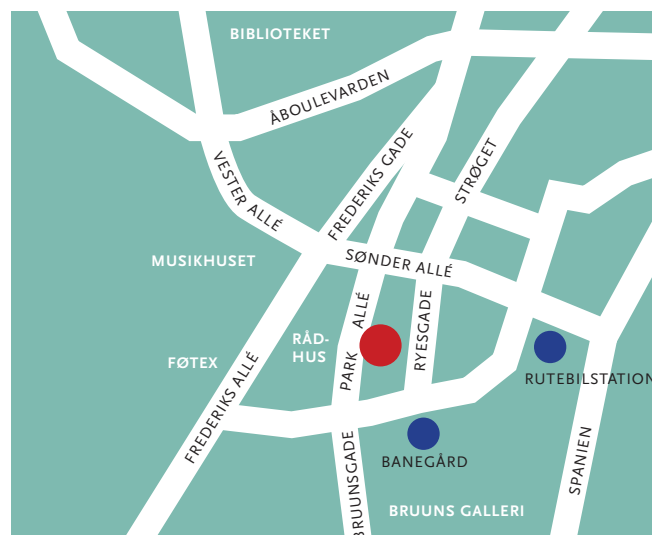 BIBLIOTEKET
ÅBOULEVARDEN
FREDERIKS GADE
STRØGET
VESTER ALLÉ
MUSIKHUSET
SØNDER ALLÉ
PARK ALLÉ
RYESGADE
RÅD-
HUS
FØTEX
FREDERIKS ALLÉ
RUTEBILSTATION
BANEGÅRD
BRUUNSGADE
SPANIEN
BRUUNS GALLERI